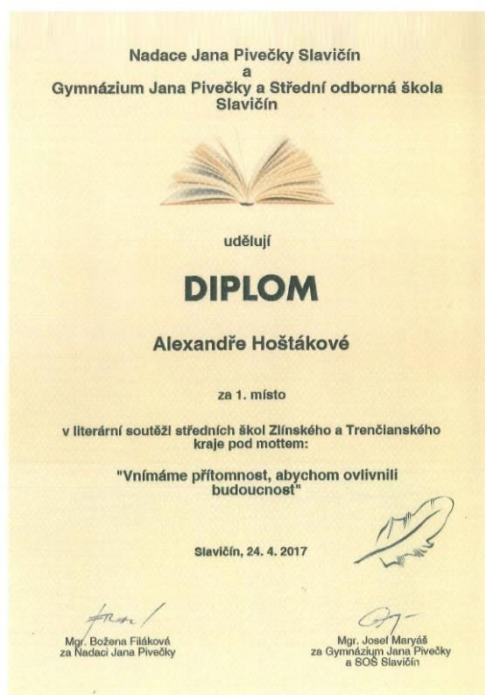 Nadace Jana Pivečky Slavičín
a
Gymnázium Jana Pivečky a Střední odborná škola
Slavičín
udělují
DIPLOM
Alexandře Hoštákové
za 1. místo
v literární soutěži středních škol Zlínského a Trenčianského
kraje pod mottem:
"Vnímáme přítomnost, abychom ovlivnili
budoucnost"
Slavičín, 24. 4. 2017
Mgr. Božena Filáková
za Nadaci Jana Pivečky
Mgr. Josef Maryáš
za Gymnázium Jana Pivečky
a SOŠ Slavičín